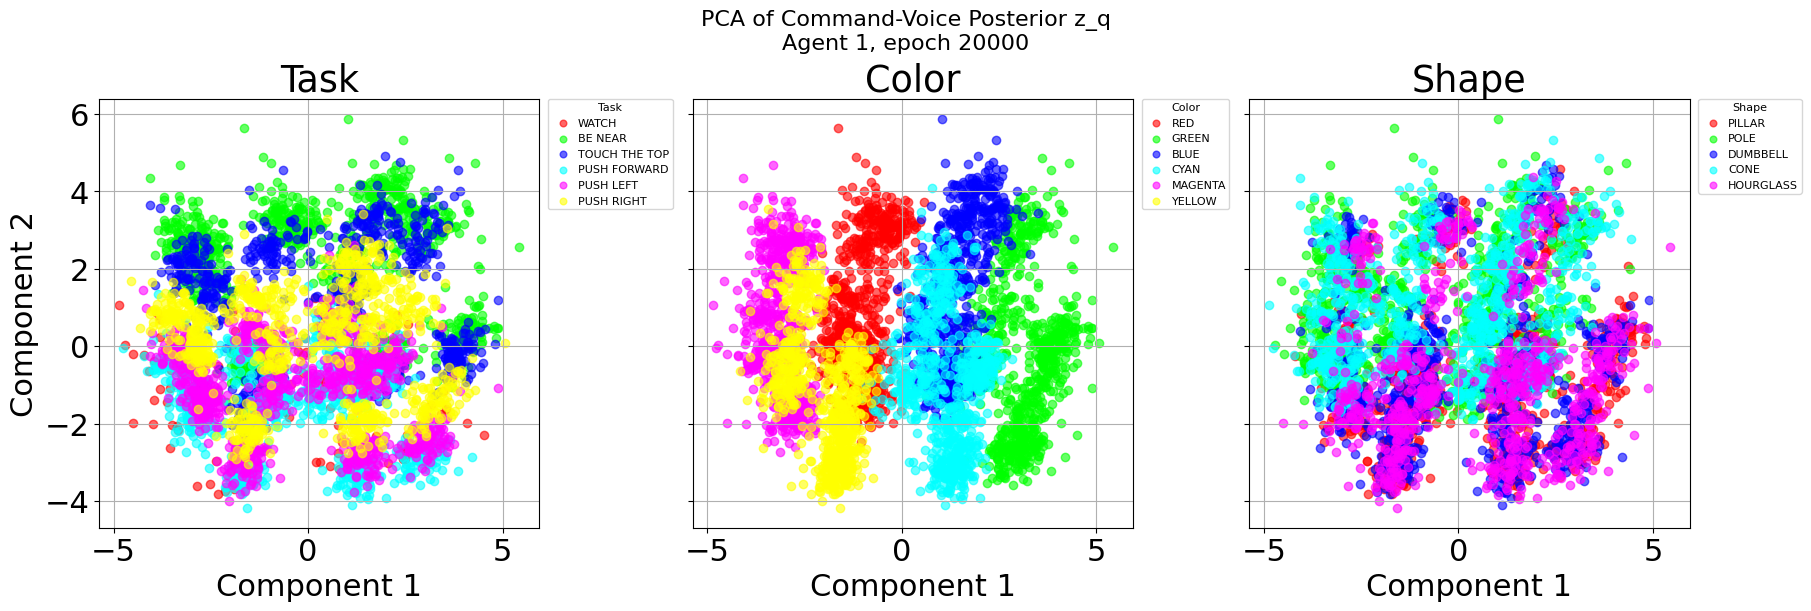 PCA of Command-Voice Posterior z_q
Agent 1, epoch 20000
Task
Component 2
6
4
2
0
−2
−4
−5
0
5
Component 1
Task
WATCH
BE NEAR
TOUCH THE TOP
PUSH FORWARD
PUSH LEFT
PUSH RIGHT
Color
−5
0
5
Component 1
Color
RED
GREEN
BLUE
CYAN
MAGENTA
YELLOW
Shape
−5
0
5
Component 1
Shape
PILLAR
POLE
DUMBBELL
CONE
HOURGLASS